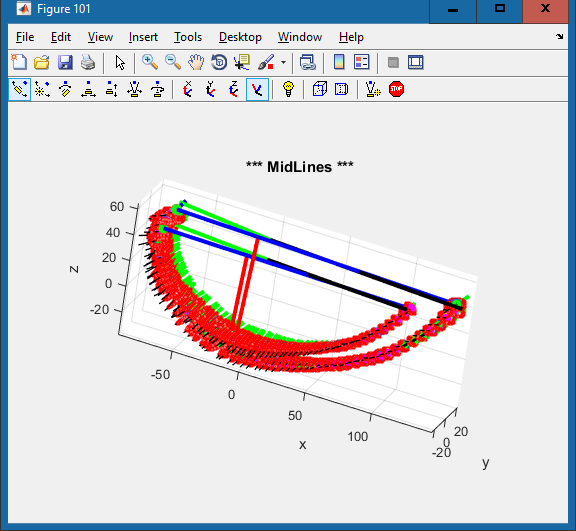 Figure 101
File Edit View Insert Tools Desktop Window Help
STOP
*** MidLines ***
60
40
20
0
-20
z
-50
0
50
100
x
-20
0
20
y